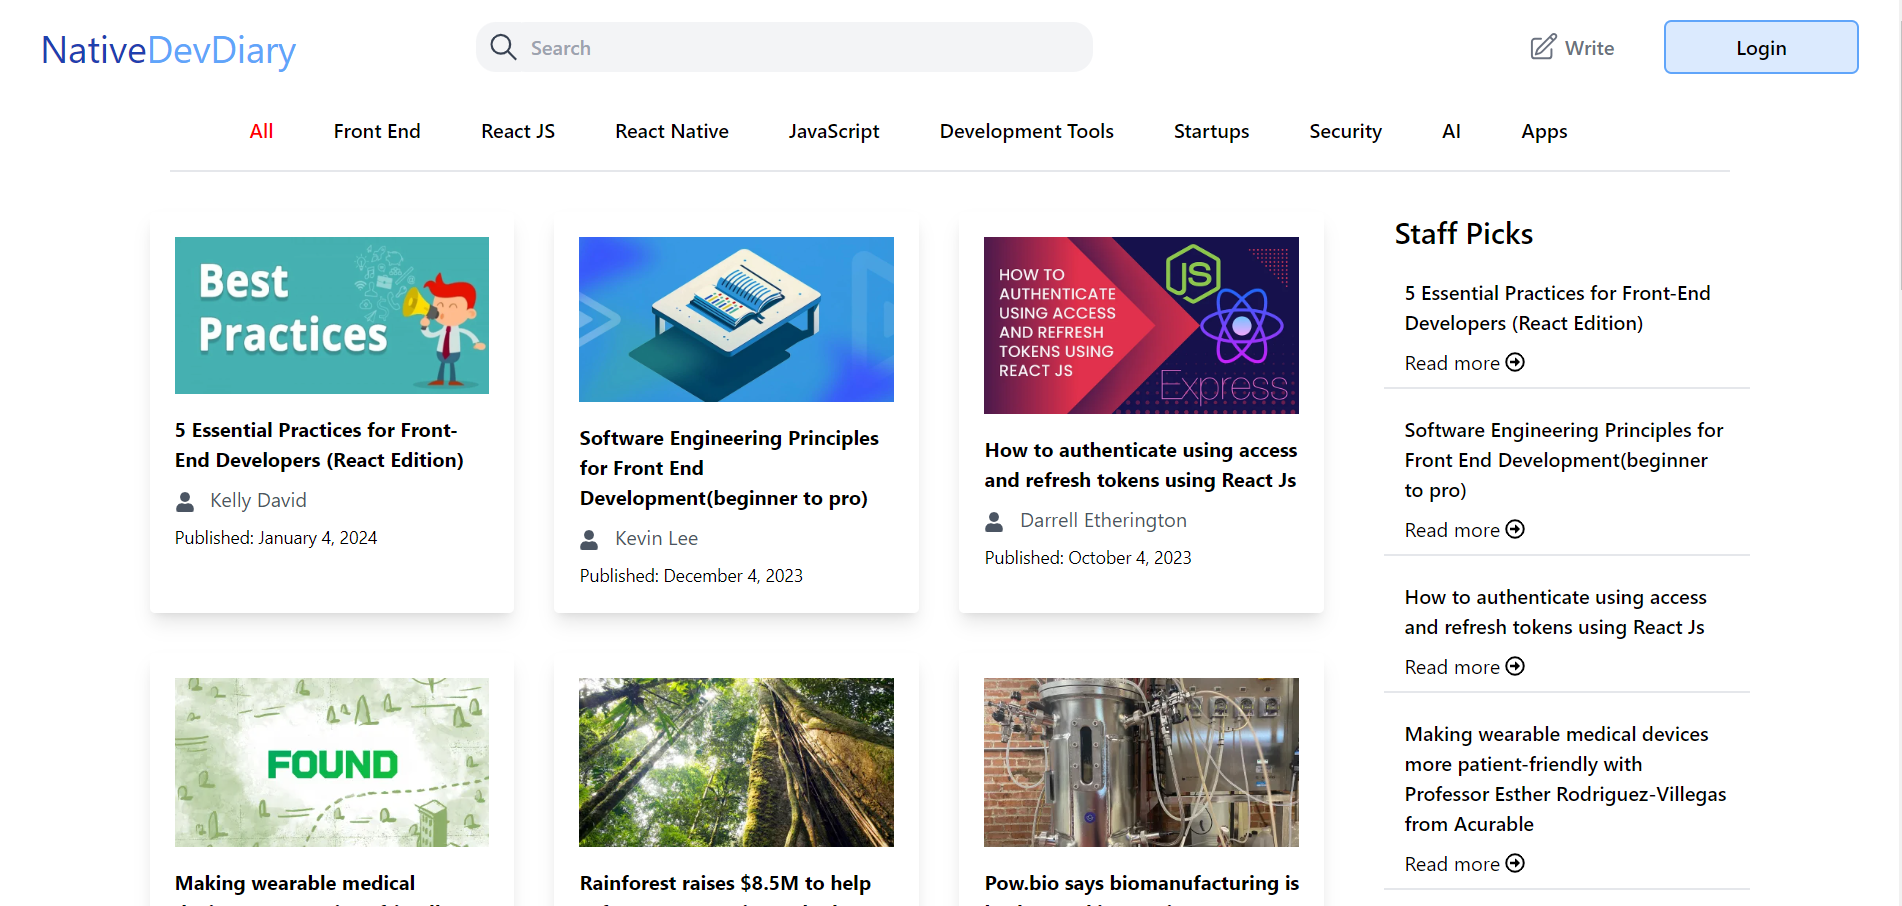 NativeDevDiary
Search
Write
Login
All
Front End
React JS
React Native
JavaScript
Development Tools
Startups
Security
AI
Apps
Best
Practices
5 Essential Practices for Front-
End Developers (React Edition)
Kelly David
Published: January 4, 2024
Software Engineering Principles
for Front End
Development(beginner to pro)
Kevin Lee
Published: December 4, 2023
HOW TO
AUTHENTICATE
USING ACCESS
AND REFRESH
TOKENS USING
REACT JS
JS
Express
How to authenticate using access
and refresh tokens using React Js
Darrell Etherington
Published: October 4, 2023
FOUND
Making wearable medical
Rainforest raises $8.5M to help
Pow.bio says biomanufacturing is
Staff Picks
5 Essential Practices for Front-End
Developers (React Edition)
Read more
Software Engineering Principles for
Front End Development(beginner
to pro)
Read more
How to authenticate using access
and refresh tokens using React Js
Read more
Making wearable medical devices
more patient-friendly with
Professor Esther Rodriguez-Villegas
from Acurable
Read more